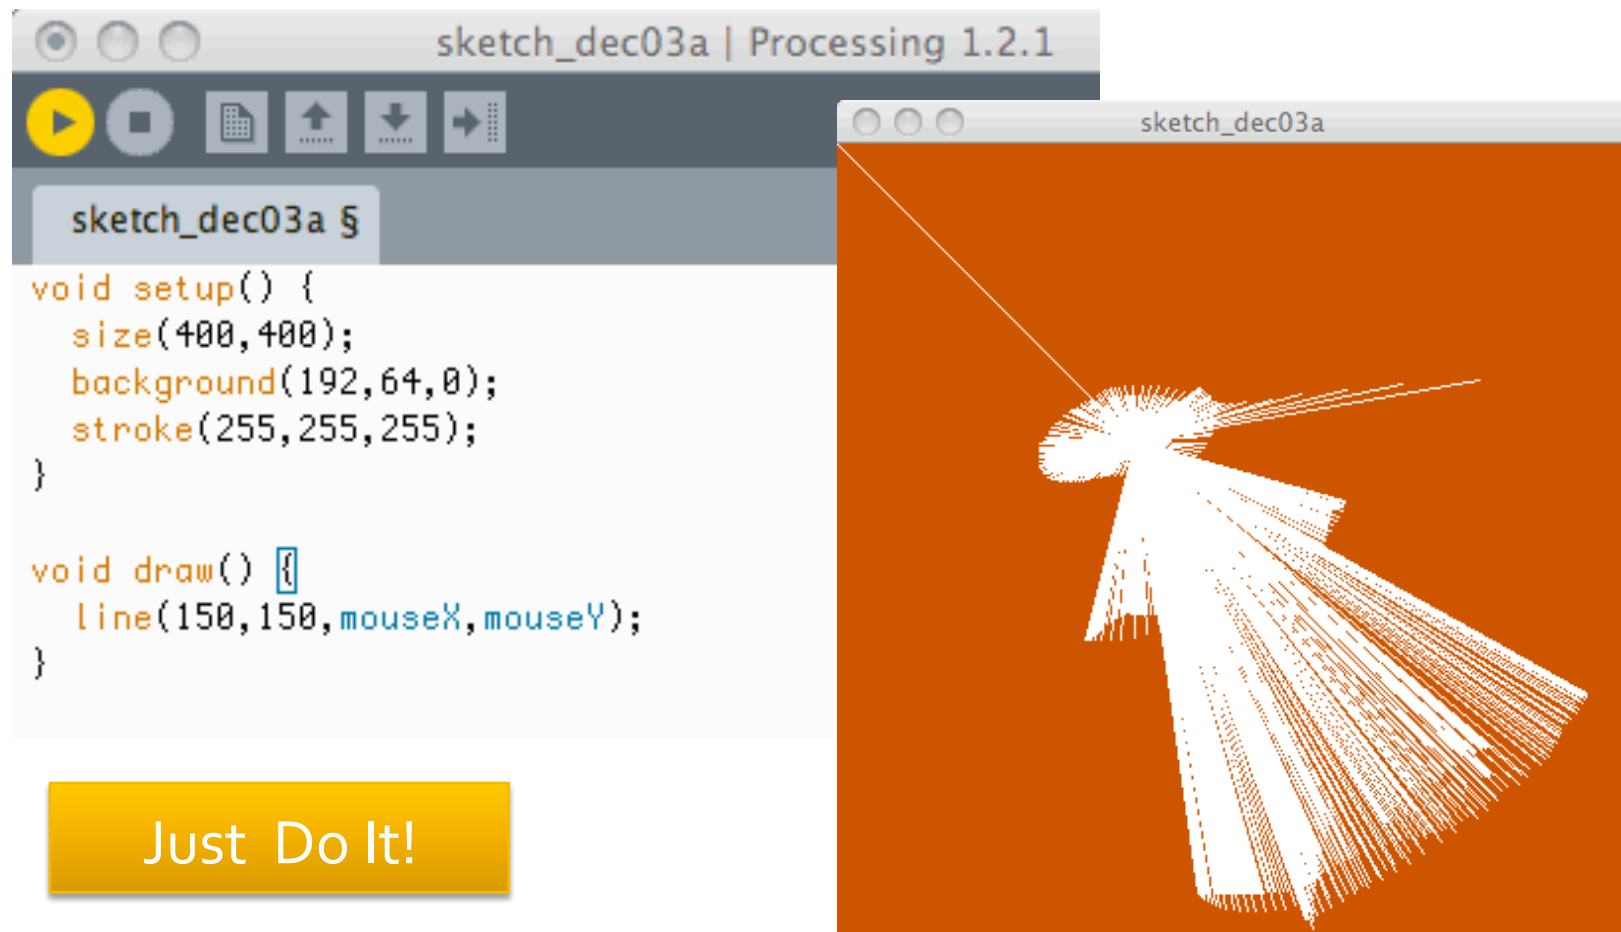 sketch_dec03a | Processing 1.2.1
sketch_dec03a §
void setup() {
  size(400,400);
  background(192,64,0);
  stroke(255,255,255);
}
void draw() {
  line(150,150,mouseX,mouseY);
}
sketch_dec03a
Just Do It!